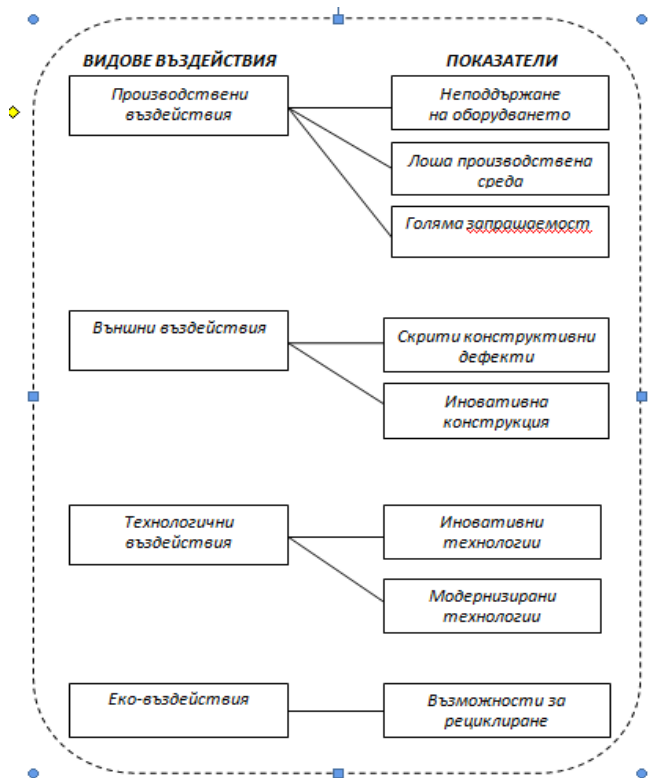 ВИДОВЕ ВЪЗДЕЙСТВИЯ
ПОКАЗАТЕЛИ
Производствени
въздействия
Неподдържане
на оборудването
Лоша производствена
среда
Голяма запрашаемост
Външни въздействия
Скрити конструктивни
дефекти
Иновативна
конструкция
Технологични
въздействия
Иновативни
технологии
Модернизирани
технологии
Еко-въздействия
Възможности за
рециклиране